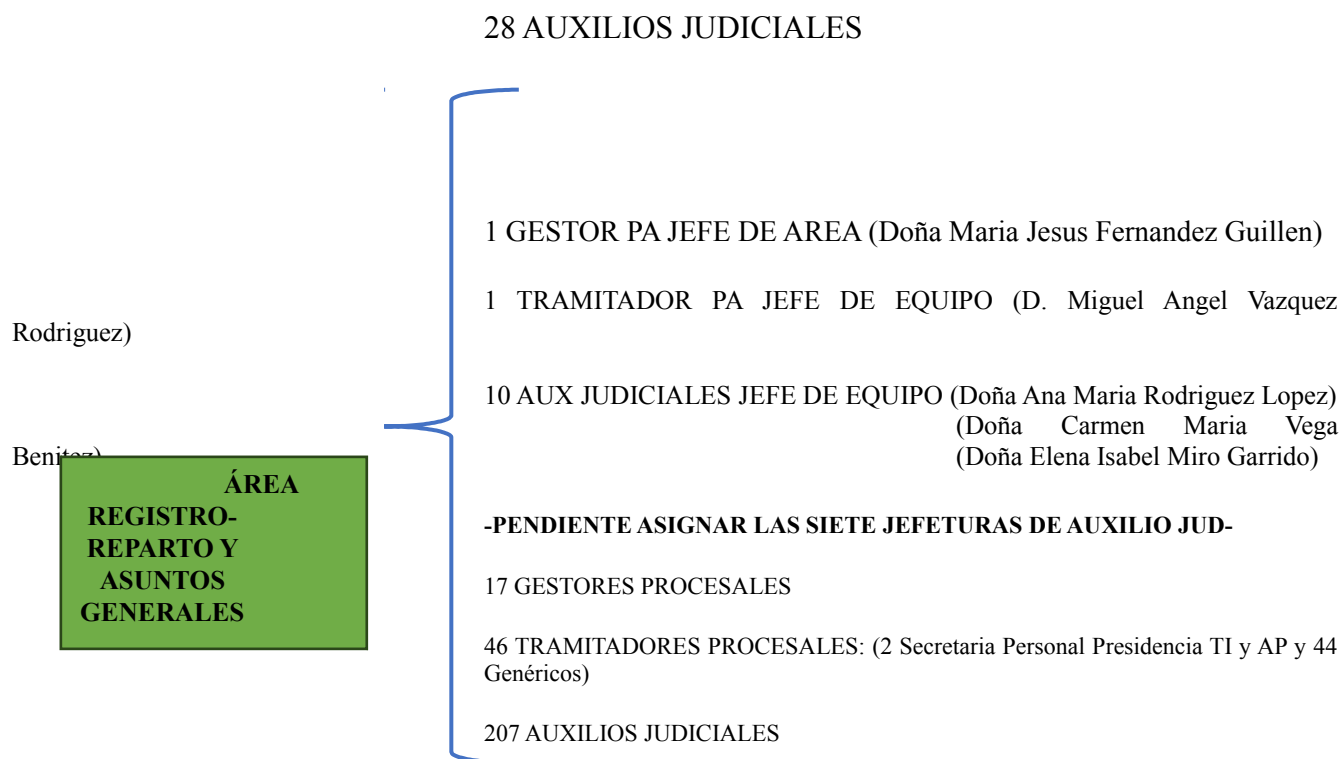 28 AUXILIOS JUDICIALES
1 GESTOR PA JEFE DE AREA (Doña Maria Jesus Fernandez Guillen)
1 TRAMITADOR PA JEFE DE EQUIPO (D. Miguel Angel Vazquez
Rodriguez)
10 AUX JUDICIALES JEFE DE EQUIPO (Doña Ana Maria Rodriguez Lopez)
(Doña Carmen Maria Vega
Benitez)
(Doña Elena Isabel Miro Garrido)
ÁREA
REGISTRO-
REPARTO Y
ASUNTOS
GENERALES
-PENDIENTE ASIGNAR LAS SIETE JEFETURAS DE AUXILIO JUD-
17 GESTORES PROCESALES
46 TRAMITADORES PROCESALES: (2 Secretaria Personal Presidencia TI y AP y 44
Genéricos)
207 AUXILIOS JUDICIALES